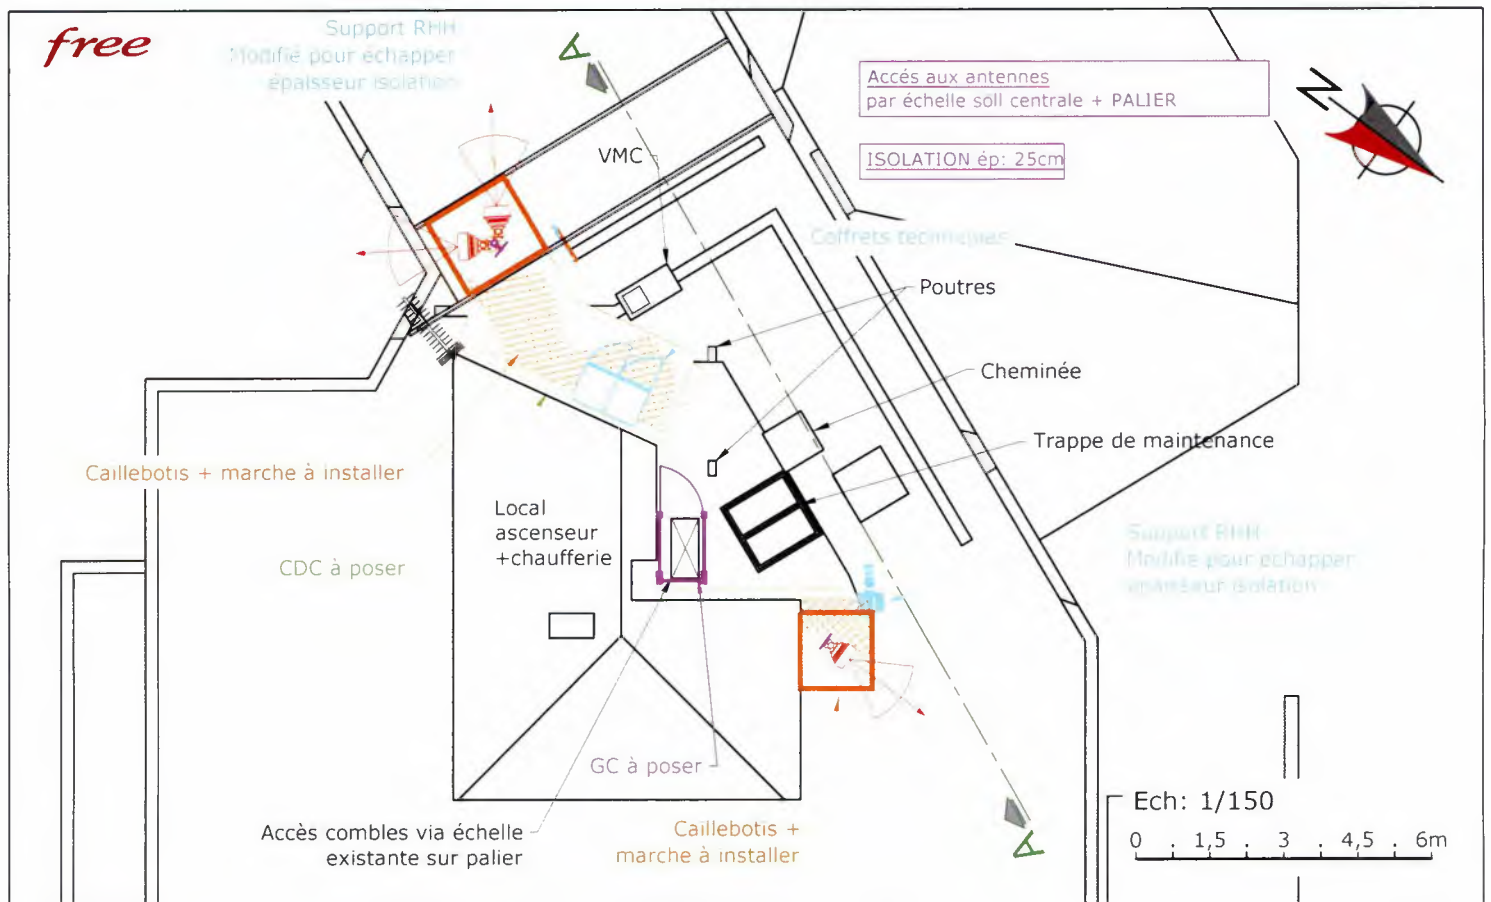 free
Support RHH
Modifié pour échapper
épaisseur isolation
A
Accés aux antennes
par échelle soll centrale + PALIER
ISOLATION ép: 25cm
N
VMC
Coffrets techniques
Poutres
Cheminée
Trappe de maintenance
Caillebotis + marche à installer
Local
ascenseur
+chaufferie
CDC à poser
Support RHH
Modifié pour échapper
épaisseur isolation
GC à poser
Accès combles via échelle
existante sur palier
Caillebotis +
marche à installer
A
Ech: 1/150
0 1,5 3 4,5 6m